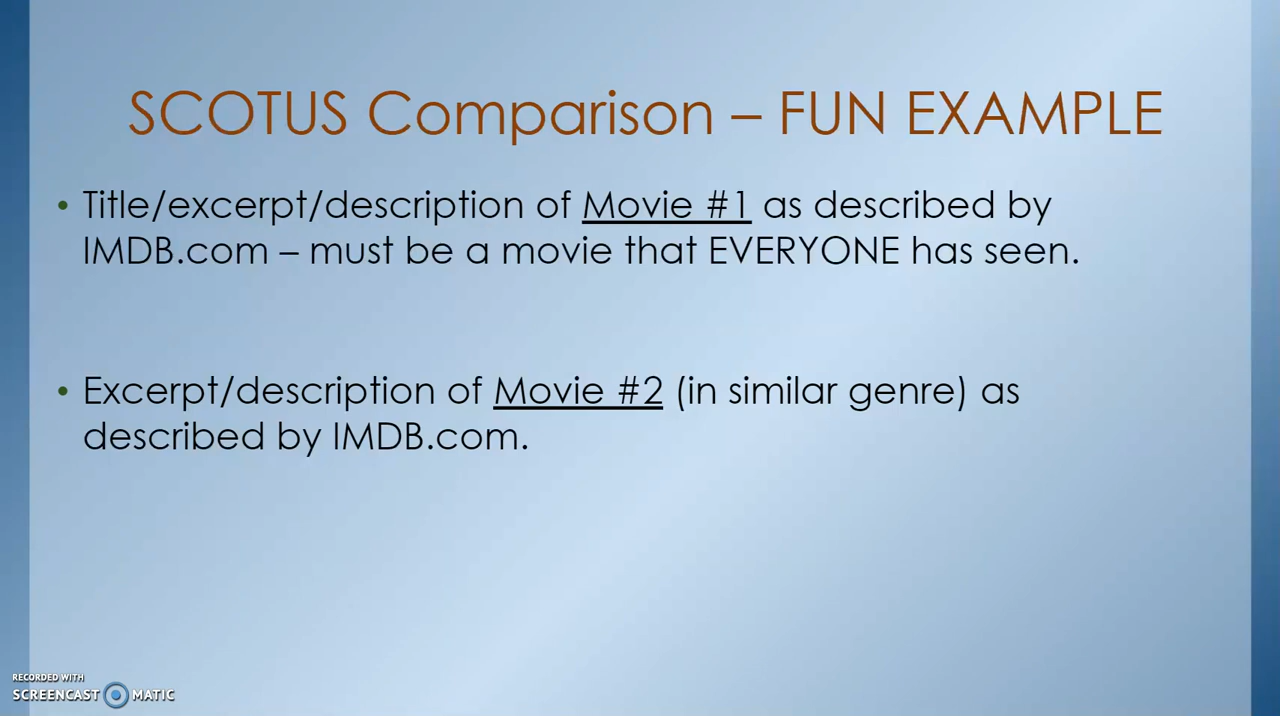 SCOTUS Comparison – FUN EXAMPLE
• Title/excerpt/description of Movie #1 as described by
IMDB.com – must be a movie that EVERYONE has seen.
• Excerpt/description of Movie #2 (in similar genre) as
described by IMDB.com.
RECORDED WITH
SCREENCAST MATIC